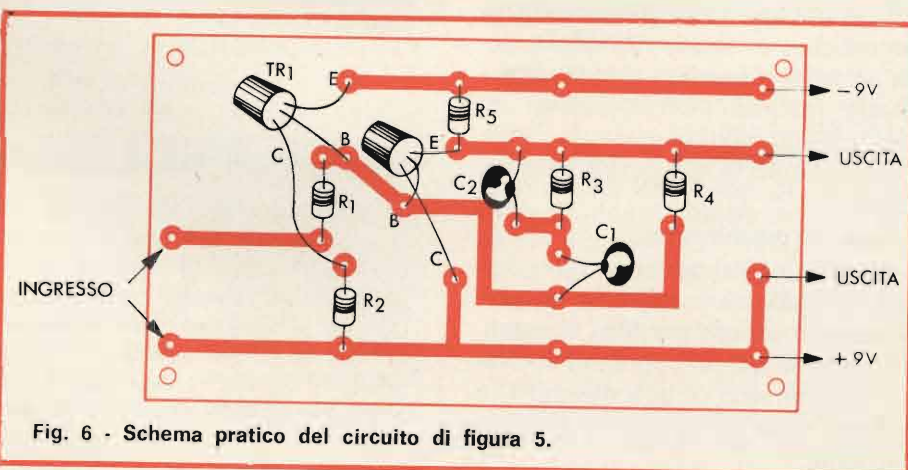 TR1
E
– 9V
R5
B
E
USCITA
C
C2
R3
R4
R1
B
C1
C
INGRESSO
USCITA
R2
+ 9V
Fig. 6 - Schema pratico del circuito di figura 5.